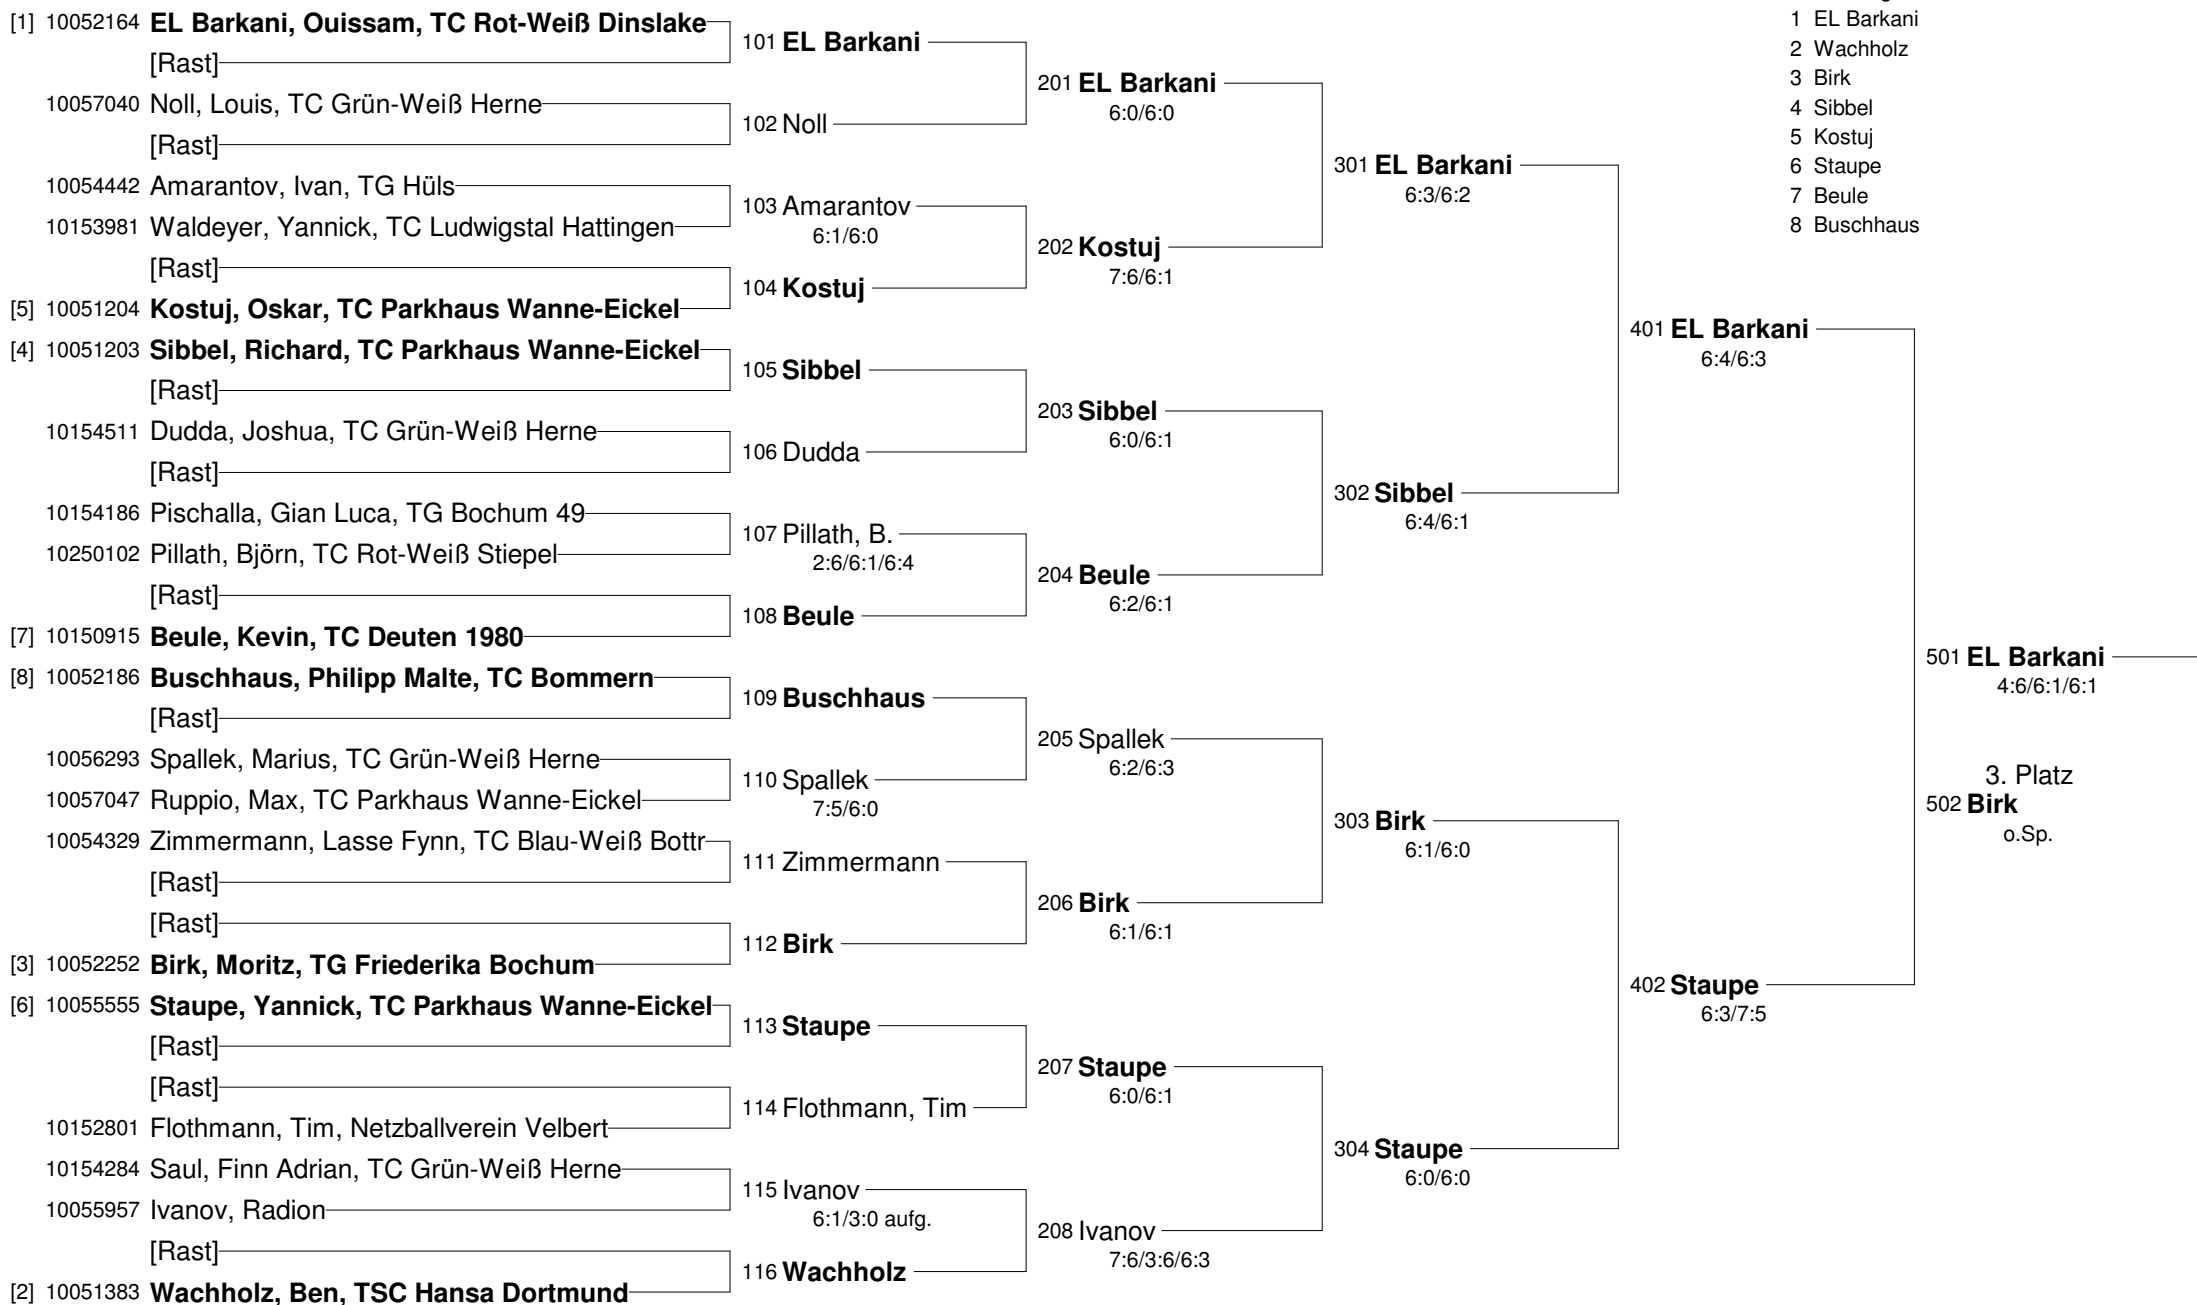 [1] 10052164 EL Barkani, Ouissam, TC Rot-Weiß Dinslake
[Rast]
10057040 Noll, Louis, TC Grün-Weiß Herne
[Rast]
10054442 Amarantov, Ivan, TG Hüls
10153981 Waldeyer, Yannick, TC Ludwigstal Hattingen
[Rast]
[5] 10051204 Kostuj, Oskar, TC Parkhaus Wanne-Eickel
[4] 10051203 Sibbel, Richard, TC Parkhaus Wanne-Eickel
[Rast]
10154511 Dudda, Joshua, TC Grün-Weiß Herne
[Rast]
10154186 Pischalla, Gian Luca, TG Bochum 49
10250102 Pillath, Björn, TC Rot-Weiß Stiepel
[Rast]
[7] 10150915 Beule, Kevin, TC Deuten 1980
[8] 10052186 Buschhaus, Philipp Malte, TC Bommern
[Rast]
10056293 Spallek, Marius, TC Grün-Weiß Herne
10057047 Ruppio, Max, TC Parkhaus Wanne-Eickel
10054329 Zimmermann, Lasse Fynn, TC Blau-Weiß Bottr
[Rast]
[Rast]
[3] 10052252 Birk, Moritz, TG Friederika Bochum
[6] 10055555 Staupe, Yannick, TC Parkhaus Wanne-Eickel
[Rast]
[Rast]
10152801 Flothmann, Tim, Netzballverein Velbert
10154284 Saul, Finn Adrian, TC Grün-Weiß Herne
10055957 Ivanov, Radion
[Rast]
[2] 10051383 Wachholz, Ben, TSC Hansa Dortmund
101 EL Barkani
102 Noll
103 Amarantov
6:1/6:0
104 Kostuj
105 Sibbel
106 Dudda
107 Pillath, B.
2:6/6:1/6:4
108 Beule
109 Buschhaus
110 Spallek
7:5/6:0
111 Zimmermann
112 Birk
113 Staupe
114 Flothmann, Tim
115 Ivanov
6:1/3:0 aufg.
116 Wachholz
201 EL Barkani
6:0/6:0
202 Kostuj
7:6/6:1
203 Sibbel
6:0/6:1
204 Beule
6:2/6:1
205 Spallek
6:2/6:3
206 Birk
6:1/6:1
207 Staupe
6:0/6:1
208 Ivanov
7:6/3:6/6:3
301 EL Barkani
6:3/6:2
302 Sibbel
6:4/6:1
303 Birk
6:1/6:0
304 Staupe
6:0/6:0
401 EL Barkani
6:4/6:3
402 Staupe
6:3/7:5
501 EL Barkani
4:6/6:1/6:1
3. Platz
502 Birk
o.Sp.
1 EL Barkani
2 Wachholz
3 Birk
4 Sibbel
5 Kostuj
6 Staupe
7 Beule
8 Buschhaus